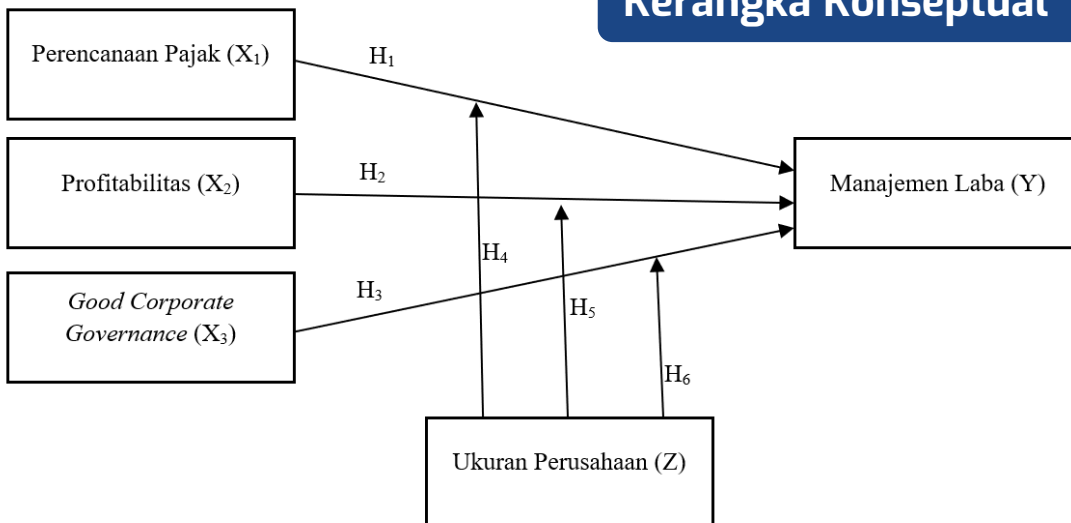 Kerangka Konseptual
Perencanaan Pajak (X₁)
H₁
Profitabilitas (X₂)
H₂
Manajemen Laba (Y)
H₄
Good Corporate
Governance (X₃)
H₃
H₅
H₆
Ukuran Perusahaan (Z)